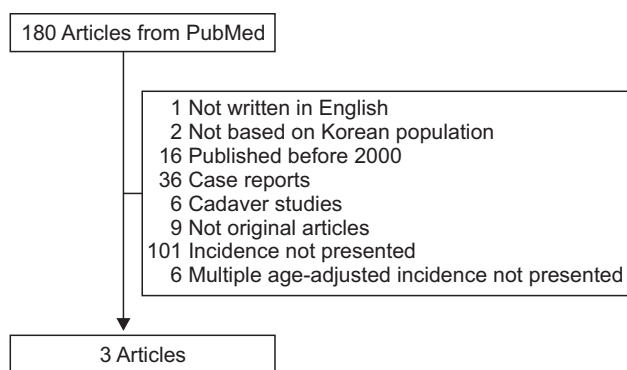 180 Articles from PubMed
1 Not written in English
2 Not based on Korean population
16 Published before 2000
36 Case reports
6 Cadaver studies
9 Not original articles
101 Incidence not presented
6 Multiple age-adjusted incidence not presented
3 Articles